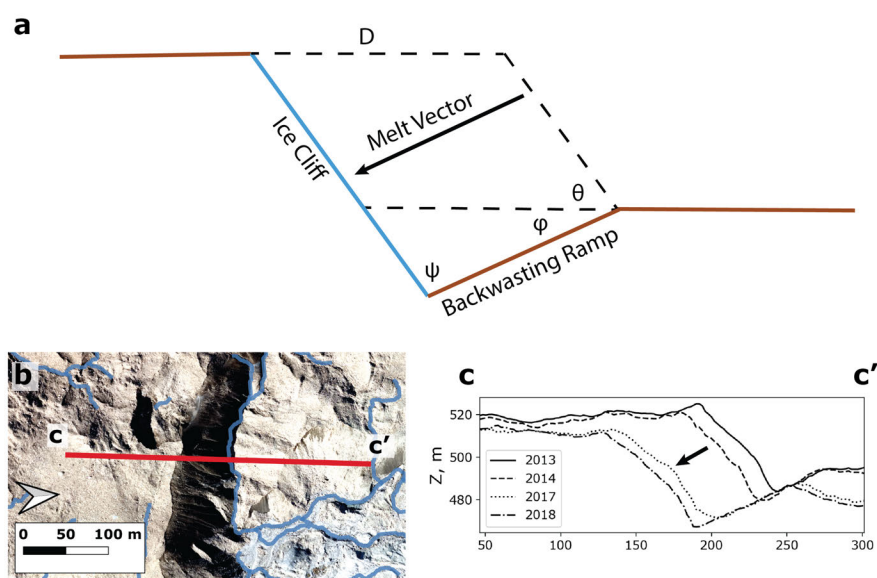 a
D
Melt Vector
Ice Cliff
θ
φ
ψ
Backwasting Ramp
b
c
c'
0 50 100 m
c
c’
Z, m
520
500
480
2013
2014
2017
2018
50 100 150 200 250 300